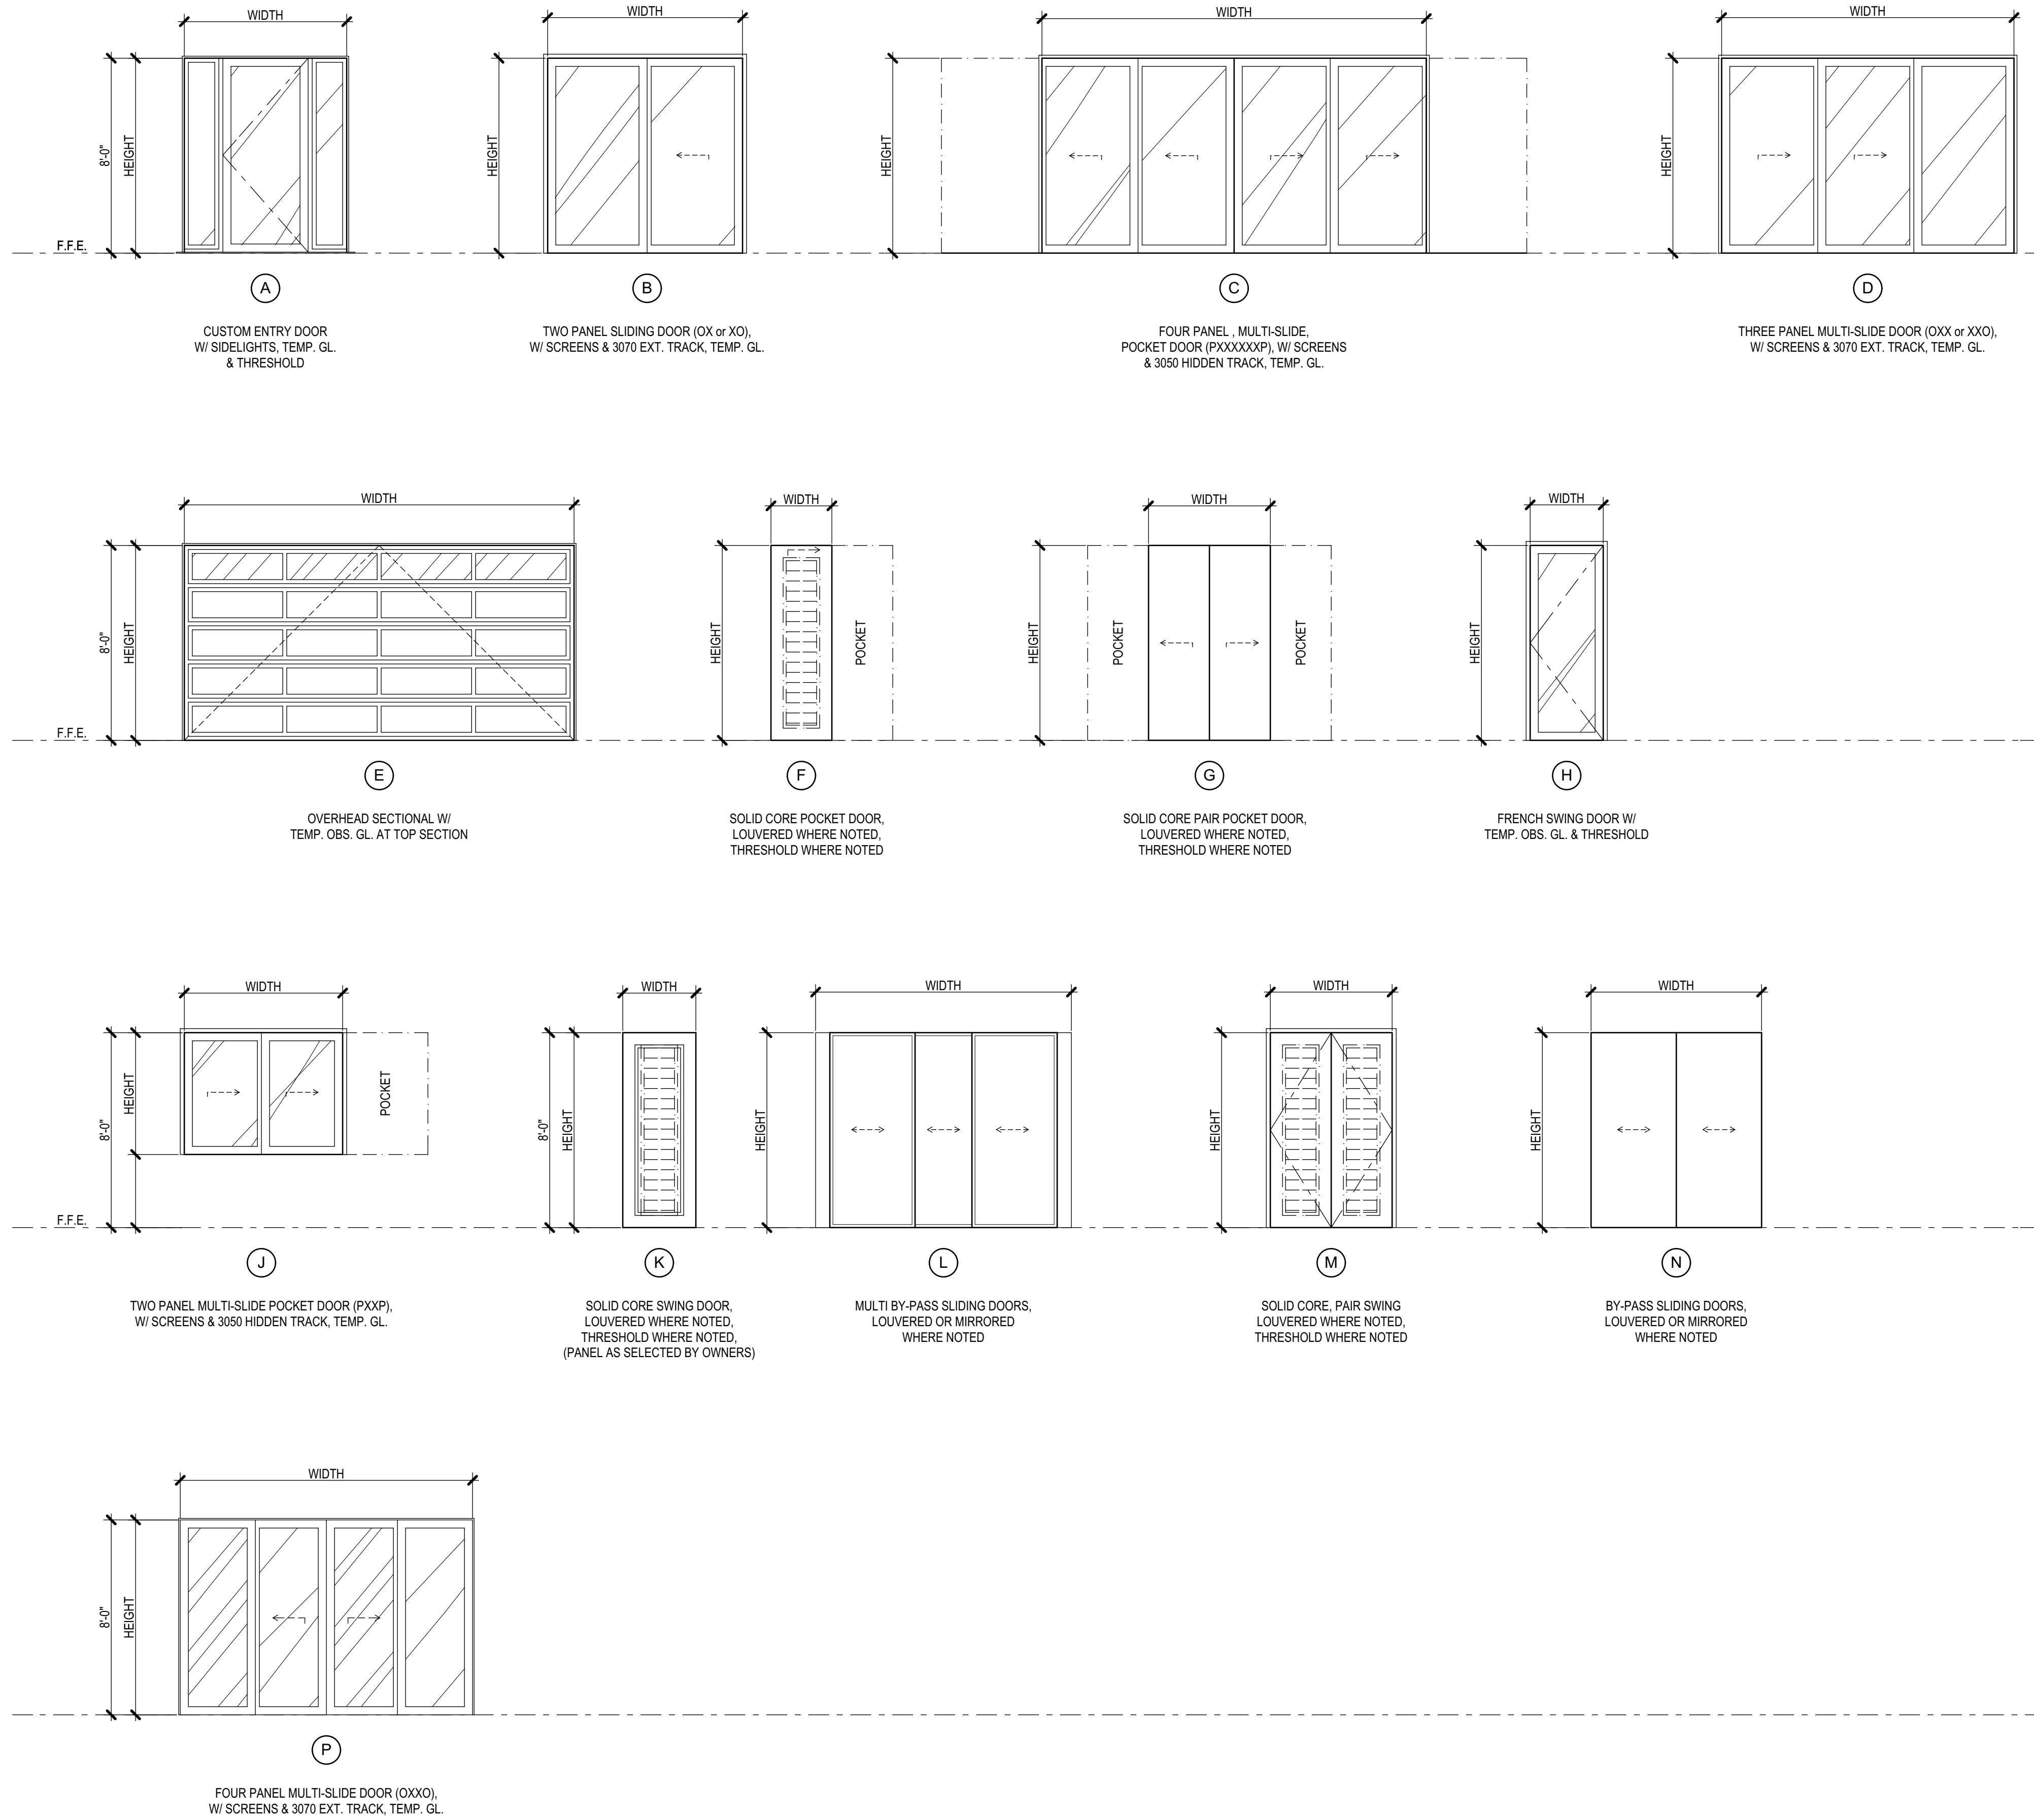 WIDTH
WIDTH
WIDTH
WIDTH
8'-0"
HEIGHT
HEIGHT
HEIGHT
HEIGHT
F.F.E.
A
B
C
D
CUSTOM ENTRY DOOR
W/ SIDELIGHTS, TEMP. GL.
& THRESHOLD
TWO PANEL SLIDING DOOR (OX or XO),
W/ SCREENS & 3070 EXT. TRACK, TEMP. GL.
FOUR PANEL , MULTI-SLIDE,
POCKET DOOR (PXXXXXXP), W/ SCREENS
& 3050 HIDDEN TRACK, TEMP. GL.
THREE PANEL MULTI-SLIDE DOOR (OXX or XXO),
W/ SCREENS & 3070 EXT. TRACK, TEMP. GL.
WIDTH
WIDTH
WIDTH
WIDTH
8'-0"
HEIGHT
HEIGHT
POCKET
HEIGHT
POCKET
POCKET
HEIGHT
F.F.E.
E
F
G
H
OVERHEAD SECTIONAL W/
TEMP. OBS. GL. AT TOP SECTION
SOLID CORE POCKET DOOR,
LOUVERED WHERE NOTED,
THRESHOLD WHERE NOTED
SOLID CORE PAIR POCKET DOOR,
LOUVERED WHERE NOTED,
THRESHOLD WHERE NOTED
FRENCH SWING DOOR W/
TEMP. OBS. GL. & THRESHOLD
WIDTH
WIDTH
WIDTH
WIDTH
WIDTH
8'-0"
HEIGHT
POCKET
8'-0"
HEIGHT
HEIGHT
HEIGHT
HEIGHT
F.F.E.
J
K
L
M
N
TWO PANEL MULTI-SLIDE POCKET DOOR (PXXP),
W/ SCREENS & 3050 HIDDEN TRACK, TEMP. GL.
SOLID CORE SWING DOOR,
LOUVERED WHERE NOTED,
THRESHOLD WHERE NOTED,
(PANEL AS SELECTED BY OWNERS)
MULTI BY-PASS SLIDING DOORS,
LOUVERED OR MIRRORED
WHERE NOTED
SOLID CORE, PAIR SWING
LOUVERED WHERE NOTED,
THRESHOLD WHERE NOTED
BY-PASS SLIDING DOORS,
LOUVERED OR MIRRORED
WHERE NOTED
WIDTH
8'-0"
HEIGHT
P
FOUR PANEL MULTI-SLIDE DOOR (OXXO),
W/ SCREENS & 3070 EXT. TRACK, TEMP. GL.